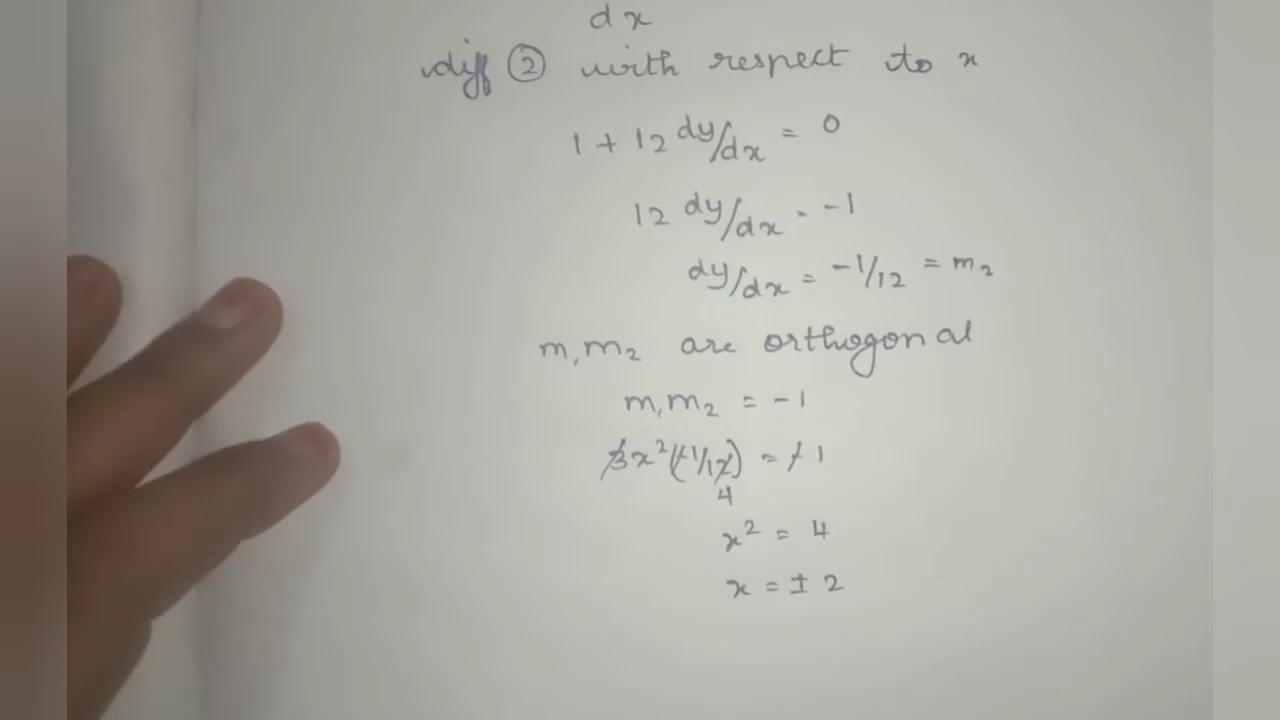 dx
diff ② with respect to x
1 + 12 dy/dx = 0
12 dy/dx = -1
dy/dx = -1/12 = m₂
m₁m₂ are orthogonal
m₁m₂ = -1
3x²(-1/12) = -1
4
x² = 4
x = ± 2